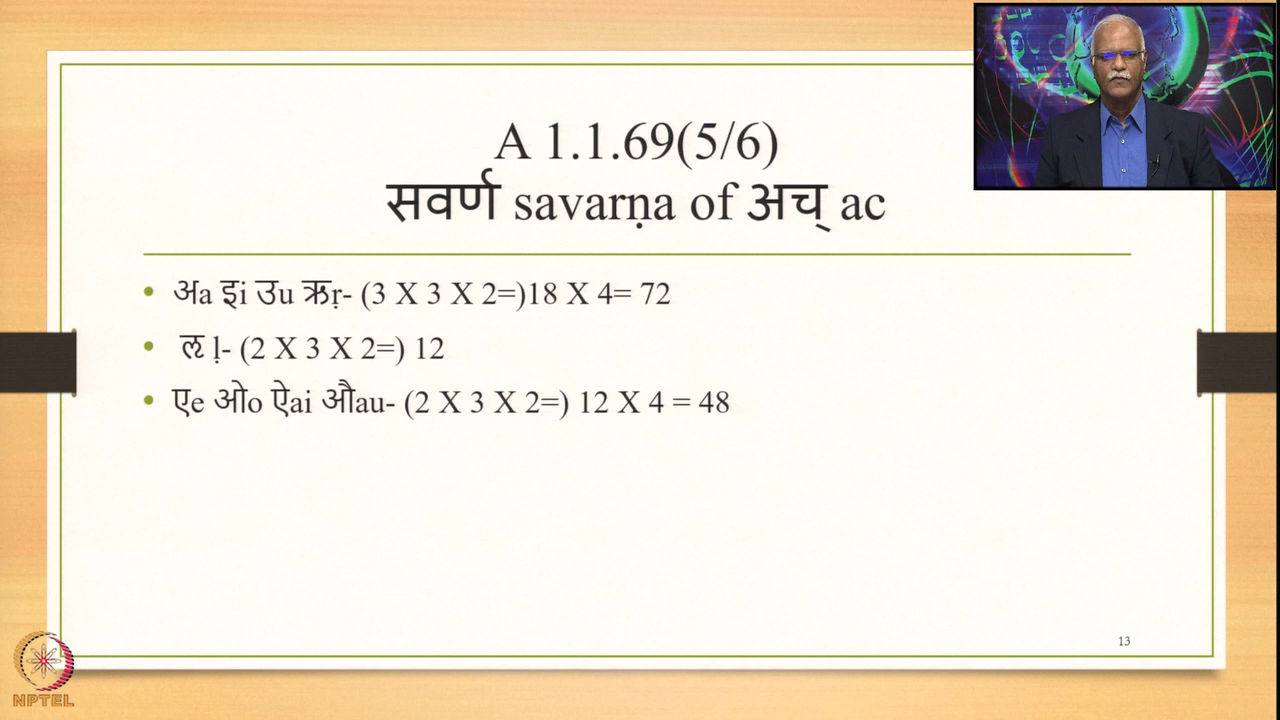 A 1.1.69(5/6)
सवर्ण savarṇa of अच् ac
• अa इi उu ऋṛ- (3 X 3 X 2=)18 X 4= 72
• ऌ ḷ- (2 X 3 X 2=) 12
• एe ओo ऐai औau- (2 X 3 X 2=) 12 X 4 = 48
13
NPTEL